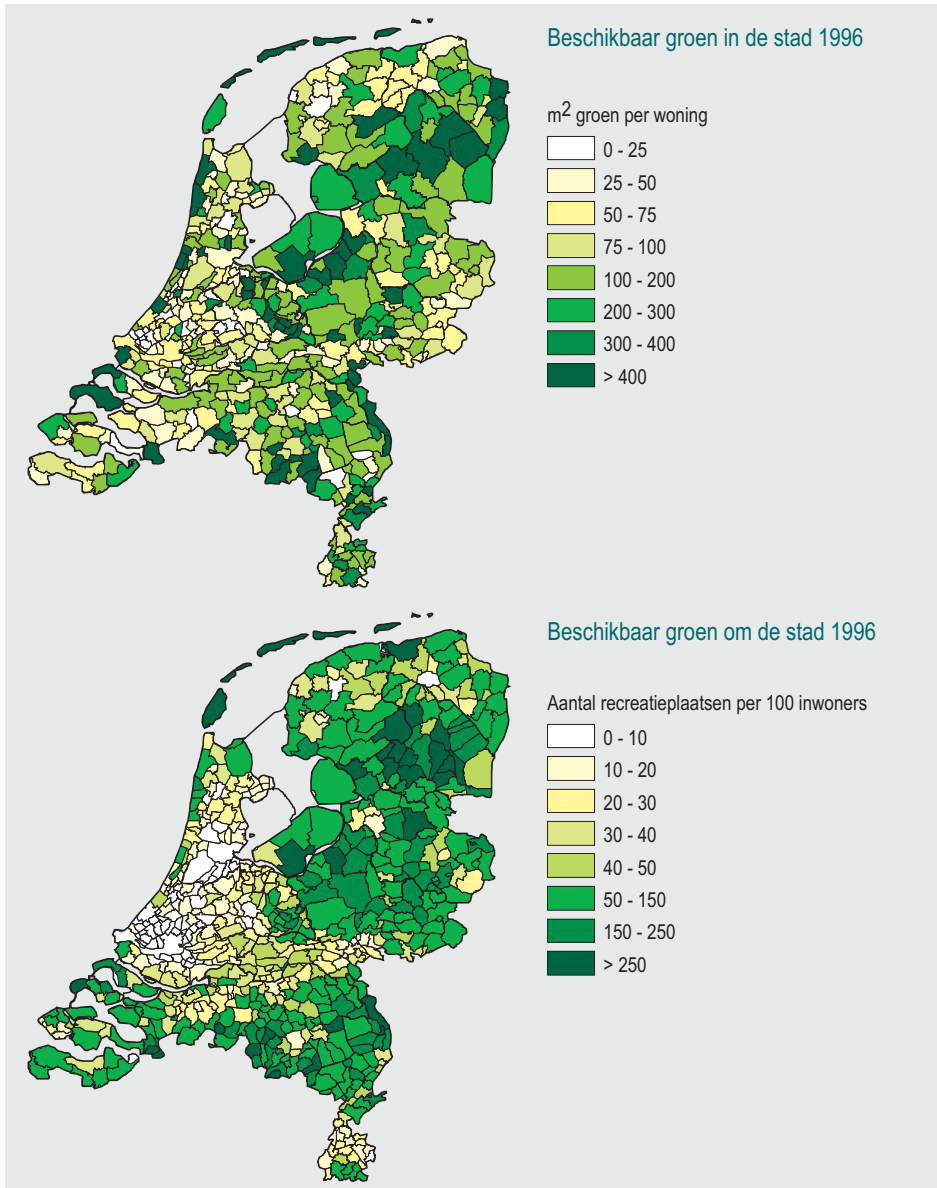 Beschikbaar groen in de stad 1996
m2 groen per woning
0 - 25
25 - 50
50 - 75
75 - 100
100 - 200
200 - 300
300 - 400
> 400
Beschikbaar groen om de stad 1996
Aantal recreatieplaatsen per 100 inwoners
0 - 10
10 - 20
20 - 30
30 - 40
40 - 50
50 - 150
150 - 250
> 250